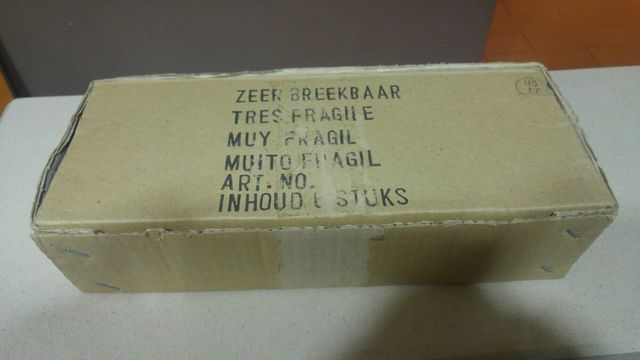 ZEER BREEKBAAR
TRES FRAGILE
MUY FRAGIL
MUITO FRAGIL
ART. NO.
INHOUD 6 STUKS